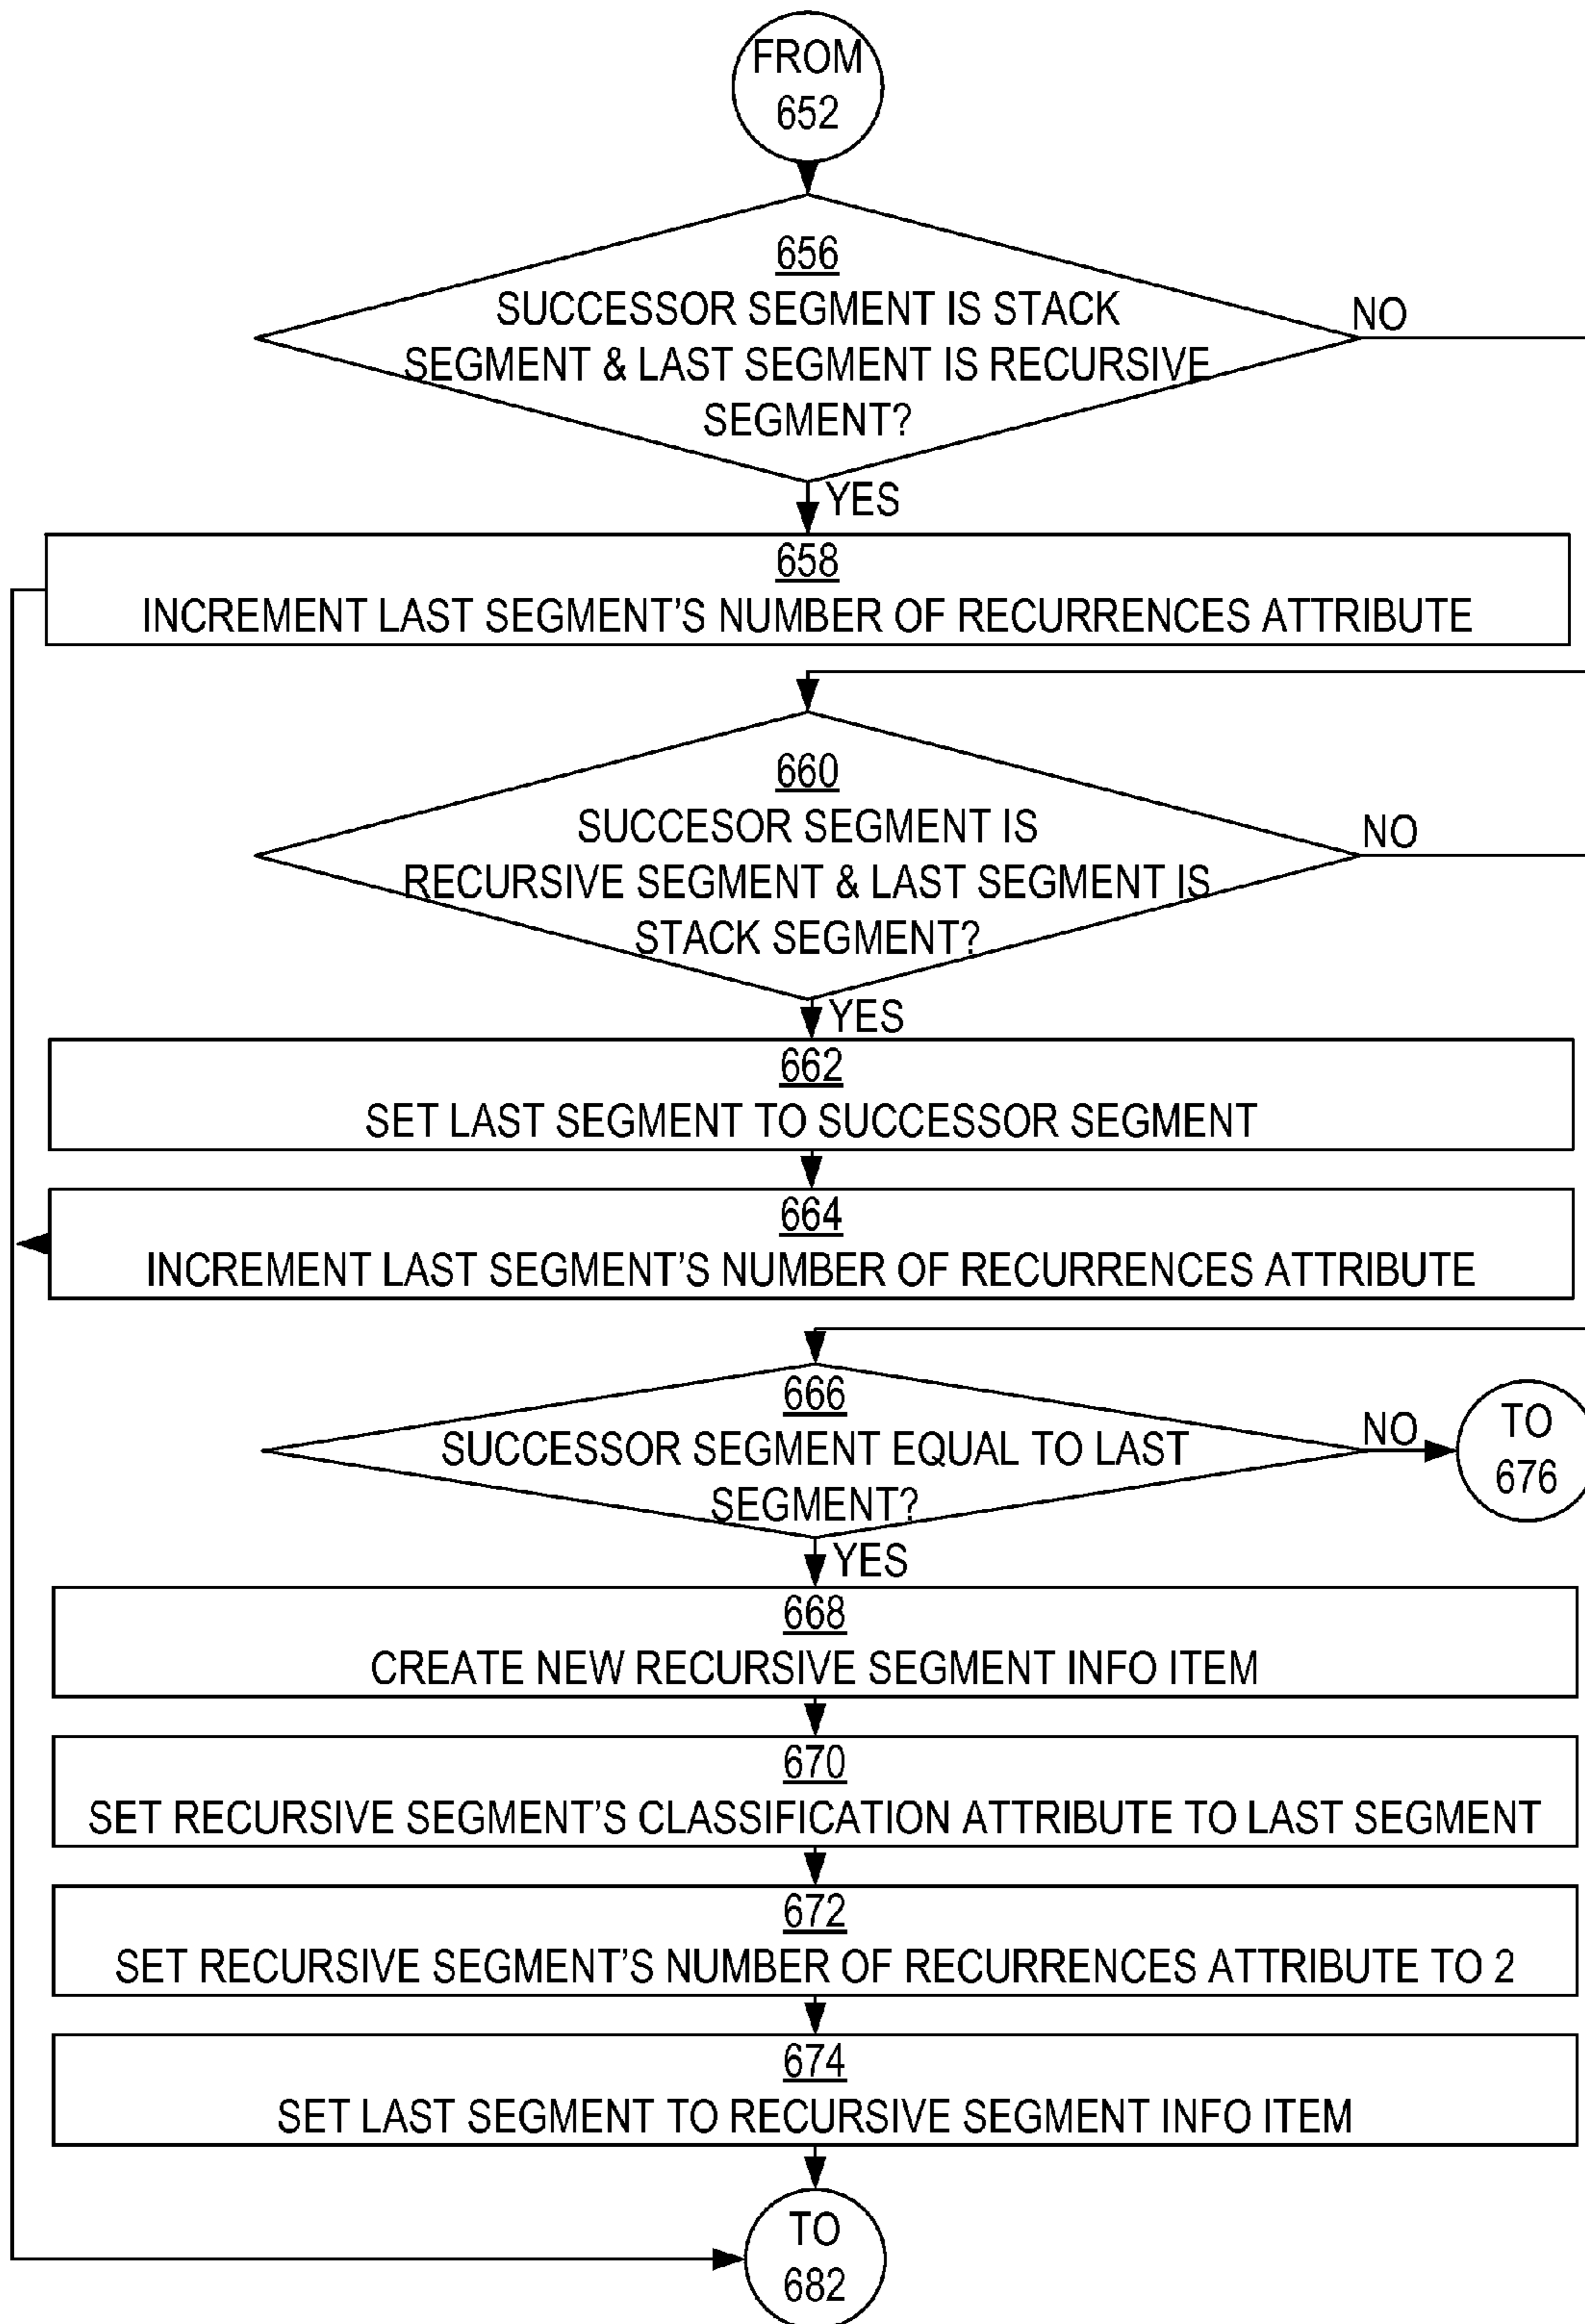 FROM
652
656
SUCCESSOR SEGMENT IS STACK
SEGMENT & LAST SEGMENT IS RECURSIVE
SEGMENT?
NO
YES
658
INCREMENT LAST SEGMENT'S NUMBER OF RECURRENCES ATTRIBUTE
660
SUCCESOR SEGMENT IS
RECURSIVE SEGMENT & LAST SEGMENT IS
STACK SEGMENT?
NO
YES
662
SET LAST SEGMENT TO SUCCESSOR SEGMENT
664
INCREMENT LAST SEGMENT'S NUMBER OF RECURRENCES ATTRIBUTE
666
SUCCESSOR SEGMENT EQUAL TO LAST
SEGMENT?
NO
TO
676
YES
668
CREATE NEW RECURSIVE SEGMENT INFO ITEM
670
SET RECURSIVE SEGMENT'S CLASSIFICATION ATTRIBUTE TO LAST SEGMENT
672
SET RECURSIVE SEGMENT'S NUMBER OF RECURRENCES ATTRIBUTE TO 2
674
SET LAST SEGMENT TO RECURSIVE SEGMENT INFO ITEM
TO
682